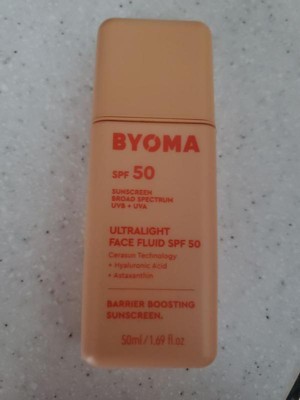 BYOMA
SPF 50
SUNSCREEN
BROAD SPECTRUM
UVB + UVA
ULTRALIGHT
FACE FLUID SPF 50
Cerasun Technology
+ Hyaluronic Acid
+ Astaxanthin
BARRIER BOOSTING
SUNSCREEN.
50ml/1.69 fl oz